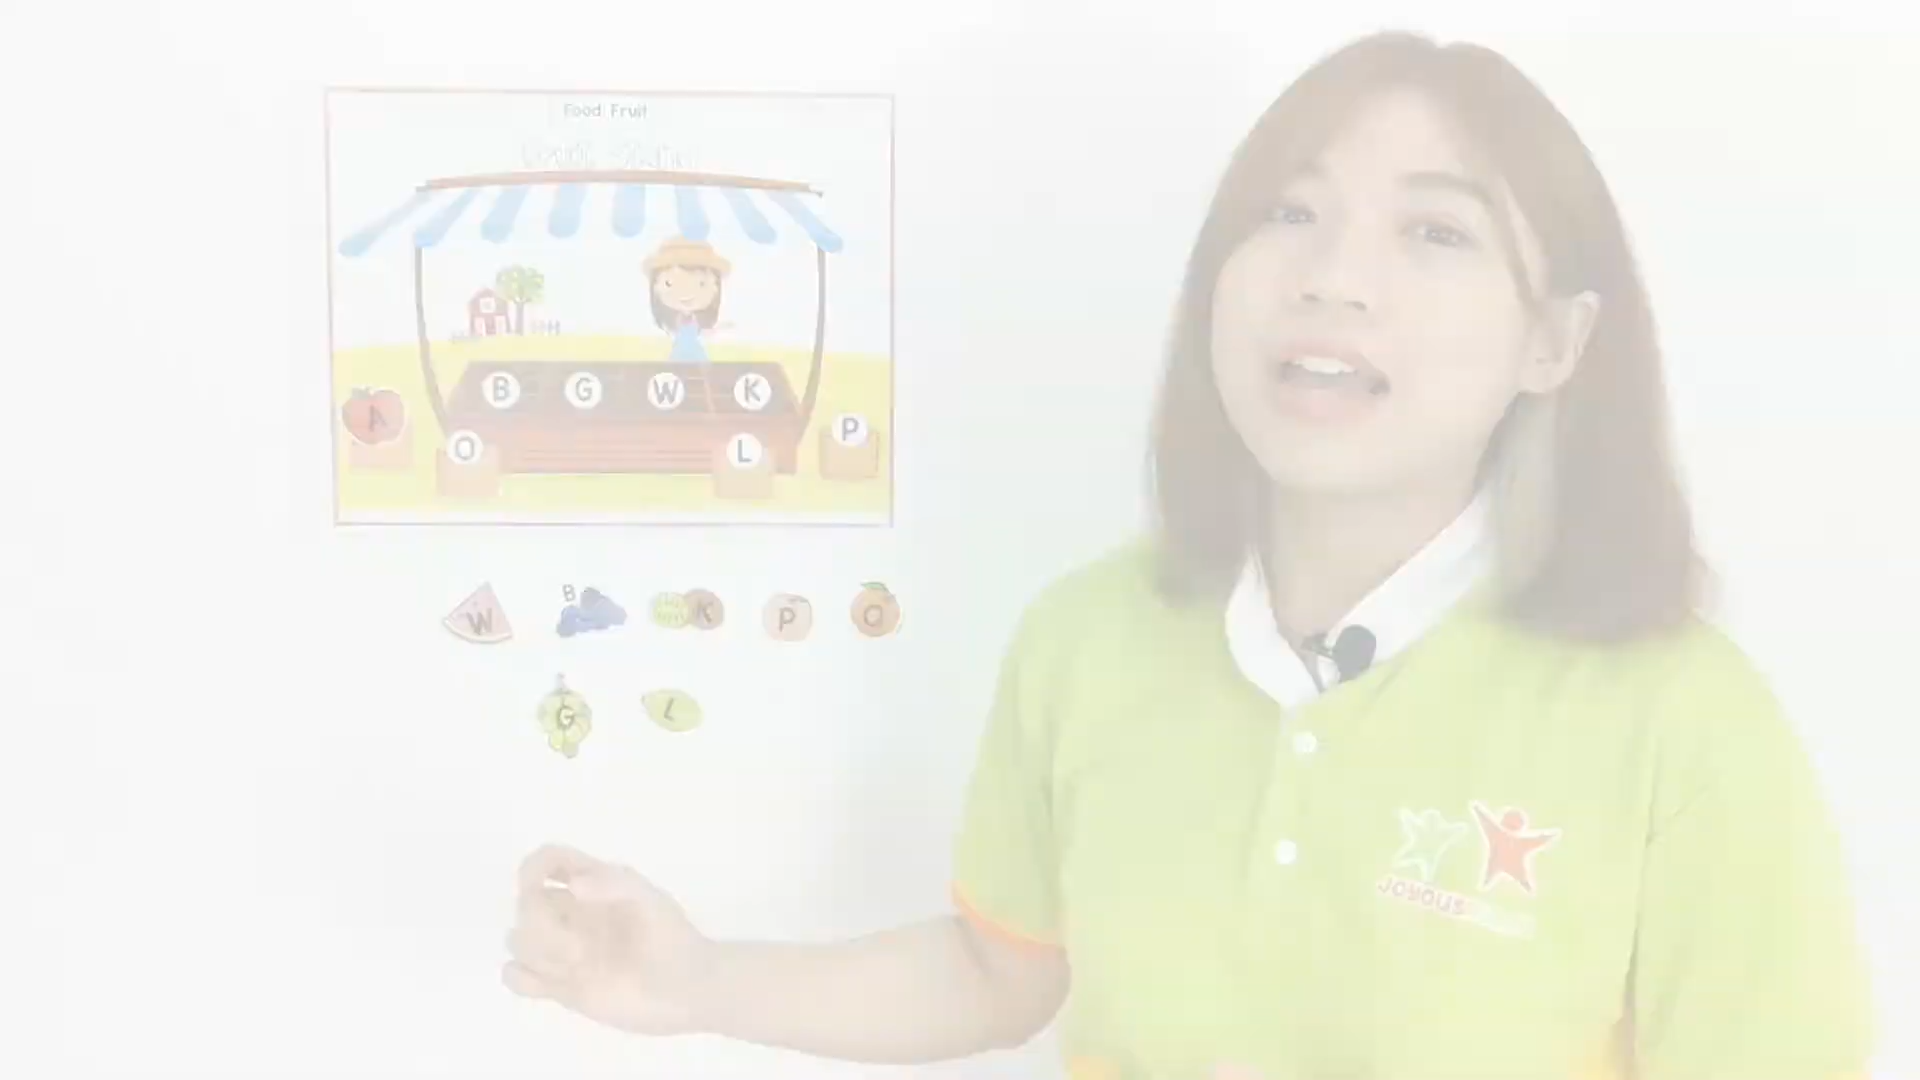 Food Fruit
B G W K
A P
O L
W B K P O
G L
JOYOUS